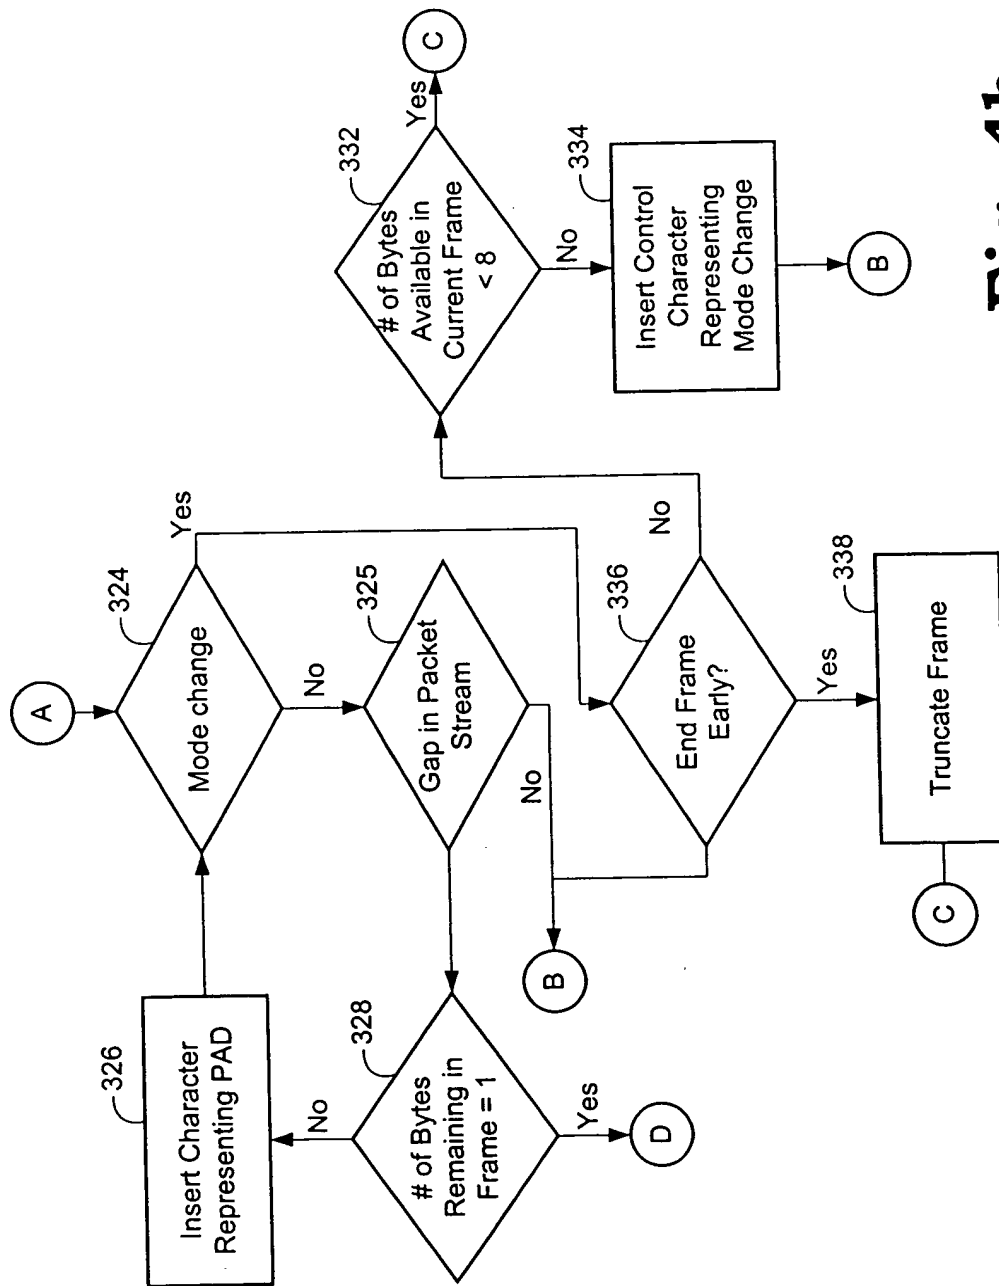 A
324
Mode change
Yes
No
326
Insert Character
Representing PAD
325
Gap in Packet
Stream
No
328
# of Bytes
Remaining in
Frame = 1
No
Yes
D
B
336
End Frame
Early?
No
Yes
338
Truncate Frame
C
332
# of Bytes
Available in
Current Frame
< 8
Yes
C
No
334
Insert Control
Character
Representing
Mode Change
B